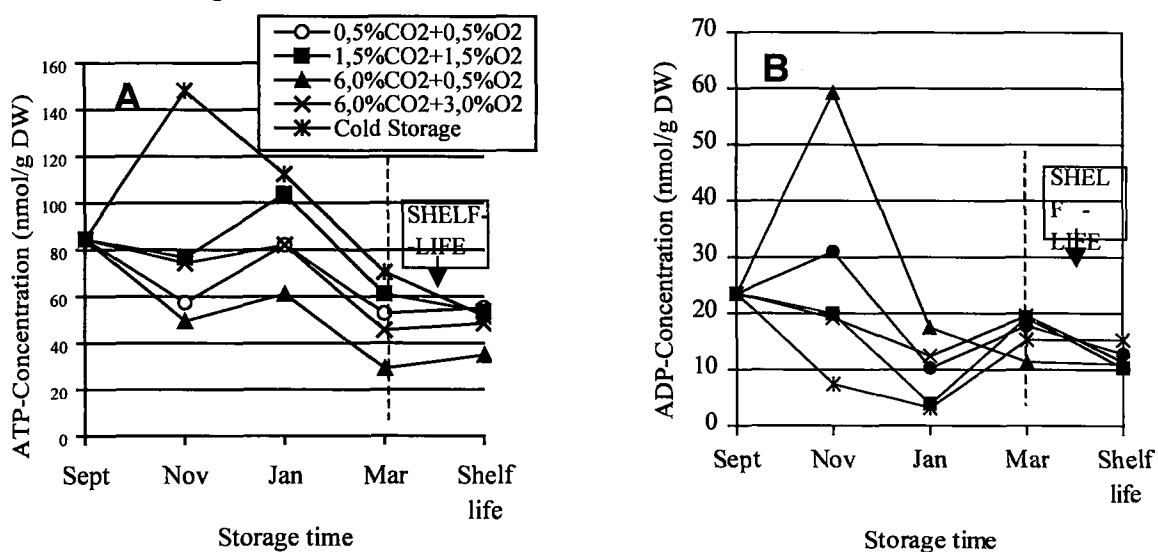 0,5%CO2+0,5%O2
1,5%CO2+1,5%O2
6,0%CO2+0,5%O2
6,0%CO2+3,0%O2
Cold Storage
A
ATP-Concentration (nmol/g DW)
160
140
120
100
80
60
40
20
0
SHELF-
-LIFE
Sept Nov Jan Mar Shelf
life
Storage time
B
ADP-Concentration (nmol/g DW)
70
60
50
40
30
20
10
0
SHEL
F -
LIFE
Sept Nov Jan Mar Shelf
life
Storage time